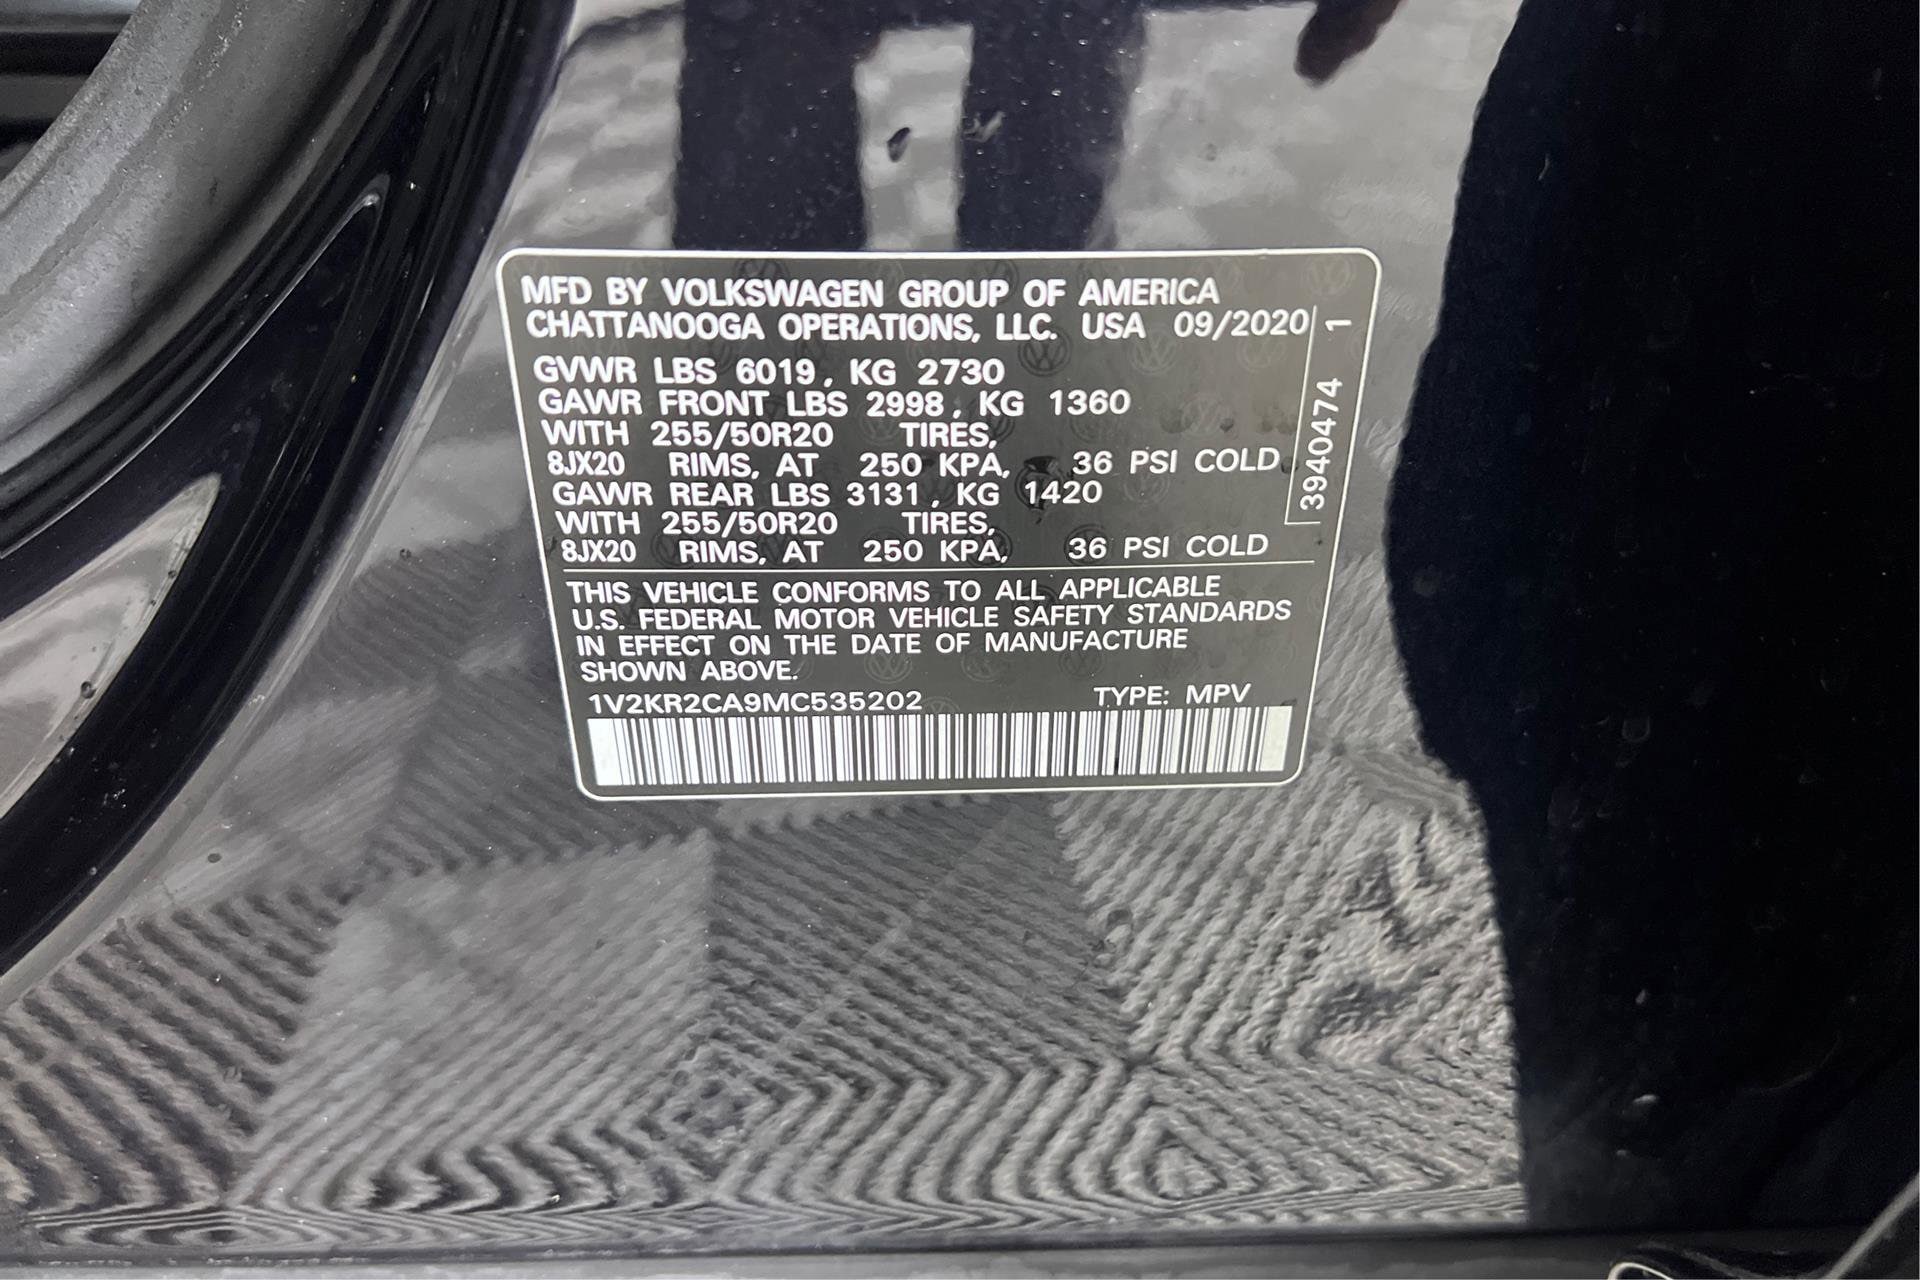 MFD BY VOLKSWAGEN GROUP OF AMERICA
CHATTANOOGA OPERATIONS, LLC. USA 09/2020
GVWR LBS 6019, KG 2730
GAWR FRONT LBS 2998, KG 1360
WITH 255/50R20 TIRES,
8JX20 RIMS, AT 250 KPA, 36 PSI COLD
GAWR REAR LBS 3131, KG 1420
WITH 255/50R20 TIRES,
8JX20 RIMS, AT 250 KPA, 36 PSI COLD
3940474 1
THIS VEHICLE CONFORMS TO ALL APPLICABLE
U.S. FEDERAL MOTOR VEHICLE SAFETY STANDARDS
IN EFFECT ON THE DATE OF MANUFACTURE
SHOWN ABOVE.
1V2KR2CA9MC535202 TYPE: MPV